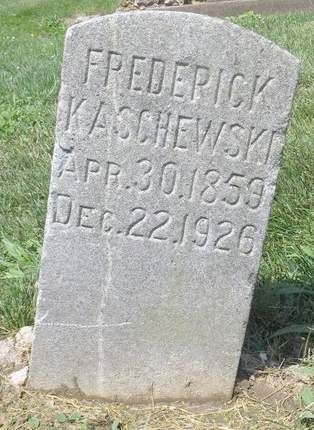 FREDERICK
KASCHEWSKI
APR. 30. 1859
DEC. 22. 1926